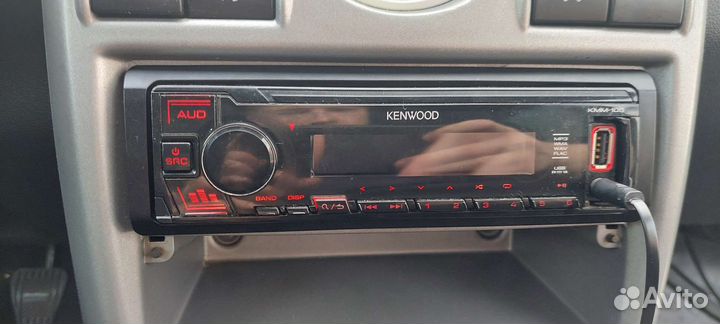 AUD
KENWOOD
KMM-105
SRC
MP3
WMA
WAV
FLAC
USB
BAND
DISP
1
2
3
4
5
6
Avito